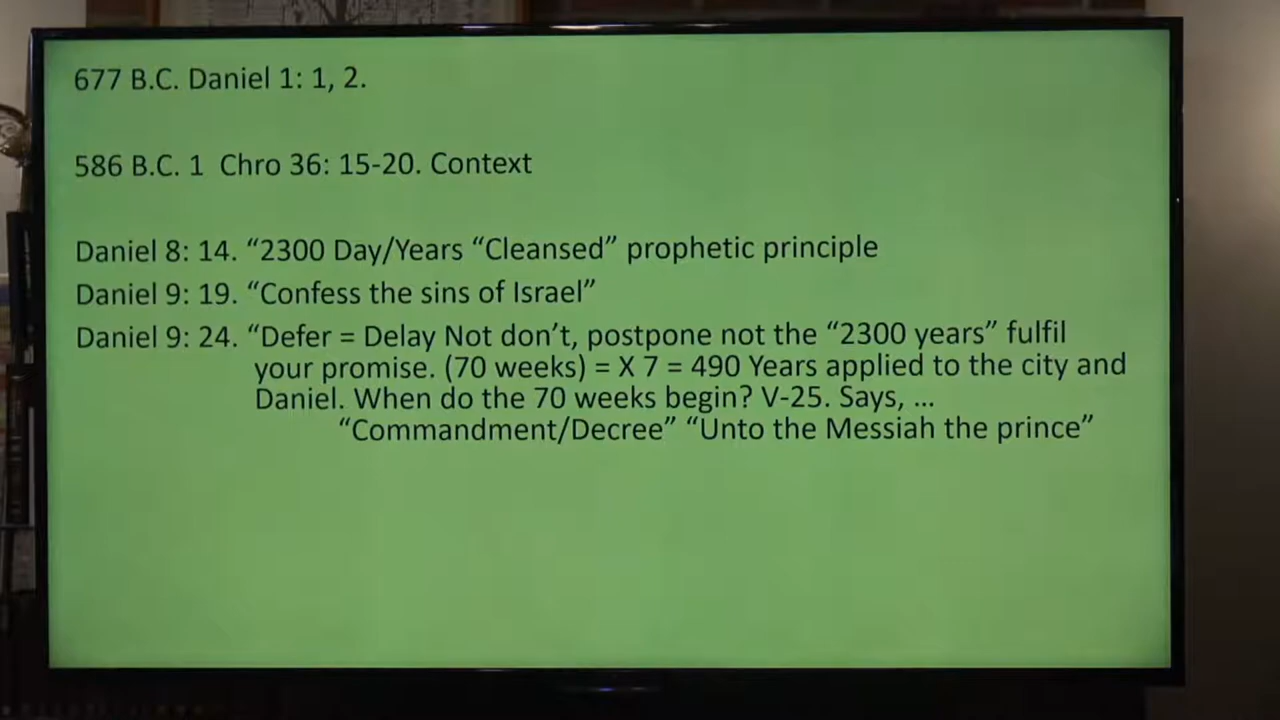 677 B.C. Daniel 1: 1, 2.
586 B.C. 1  Chro 36: 15-20. Context
Daniel 8: 14. “2300 Day/Years “Cleansed” prophetic principle
Daniel 9: 19. “Confess the sins of Israel”
Daniel 9: 24. “Defer = Delay Not don’t, postpone not the “2300 years” fulfil
your promise. (70 weeks) = X 7 = 490 Years applied to the city and
Daniel. When do the 70 weeks begin? V-25. Says, ...
“Commandment/Decree” “Unto the Messiah the prince”